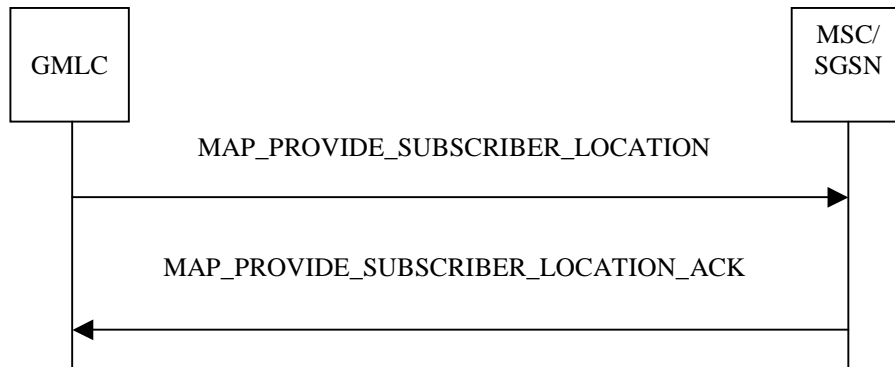 GMLC
MSC/
SGSN
MAP_PROVIDE_SUBSCRIBER_LOCATION
MAP_PROVIDE_SUBSCRIBER_LOCATION_ACK